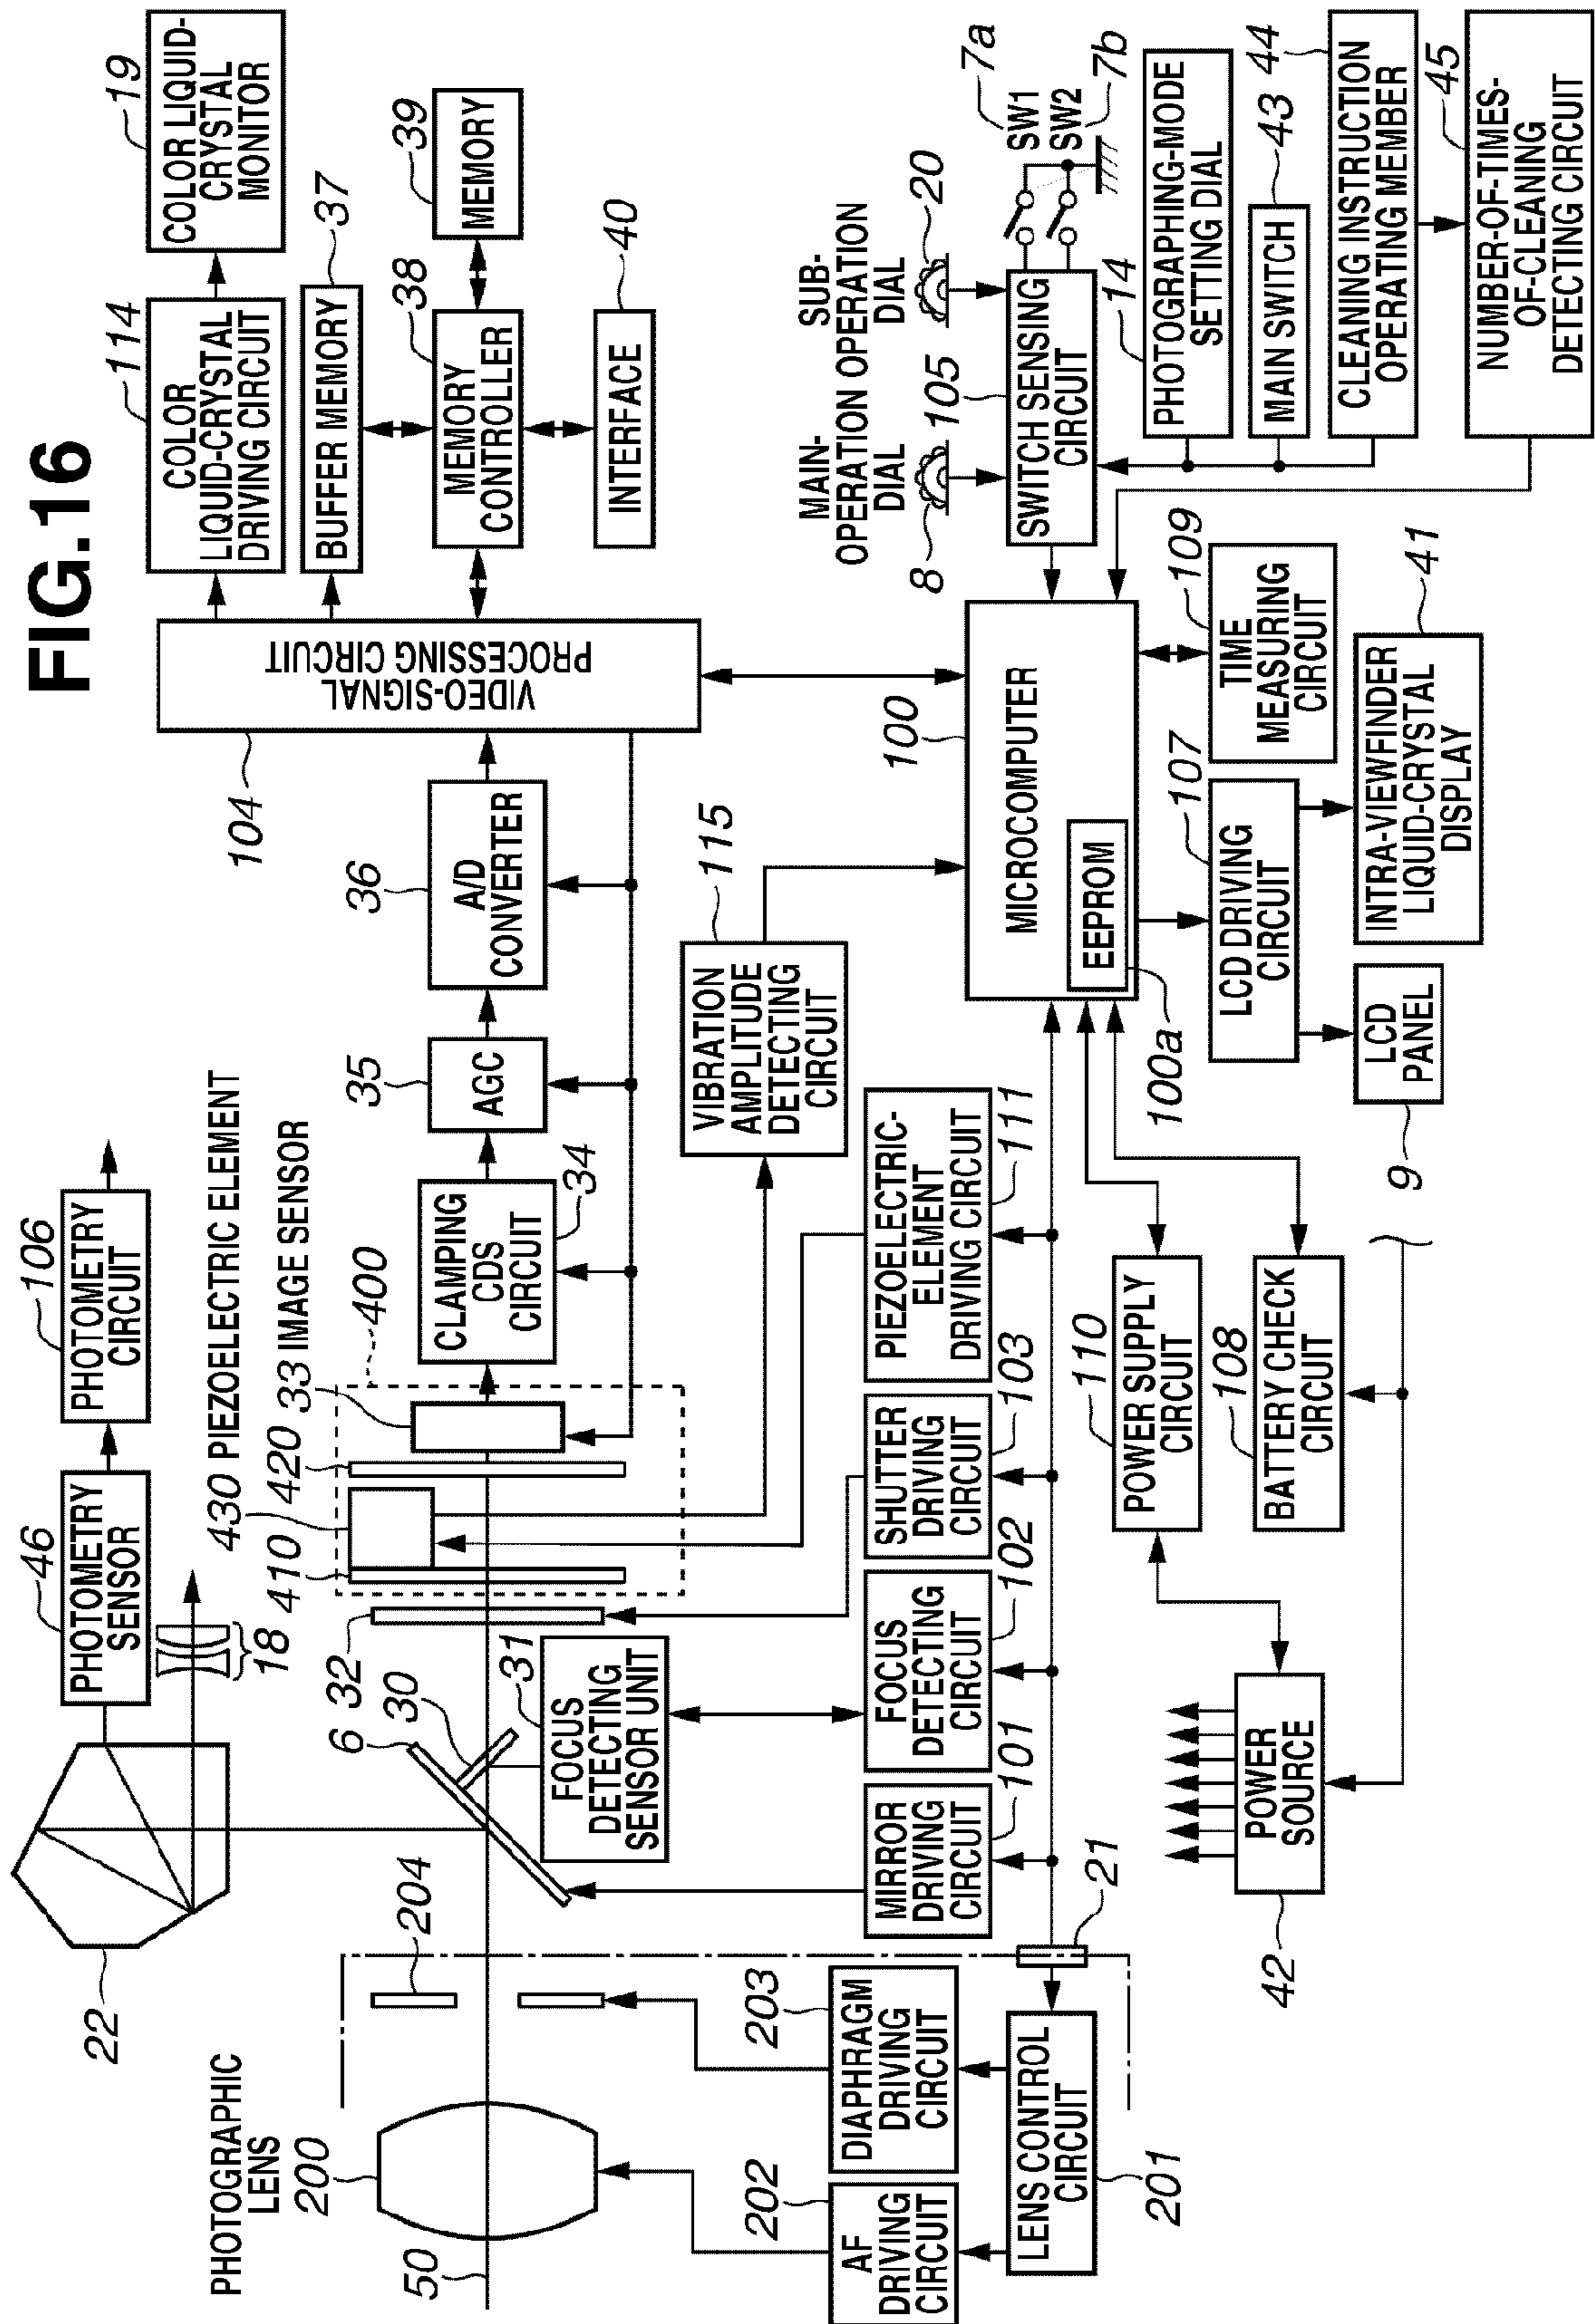 FIG.16
22
46
PHOTOMETRY
SENSOR
106
PHOTOMETRY
CIRCUIT
18
430 PIEZOELECTRIC ELEMENT
33 IMAGE SENSOR
410
420
400
PHOTOGRAPHIC
LENS
200
50
204
6
30
32
31
FOCUS
DETECTING
SENSOR UNIT
CLAMPING
CDS
CIRCUIT
34
35
AGC
36
A/D
CONVERTER
104
VIDEO-SIGNAL
PROCESSING CIRCUIT
114
COLOR
LIQUID-CRYSTAL
DRIVING CIRCUIT
19
COLOR LIQUID-
CRYSTAL
MONITOR
BUFFER MEMORY
37
MEMORY
CONTROLLER
38
MEMORY
39
INTERFACE
40
VIBRATION
AMPLITUDE
DETECTING
CIRCUIT
115
202
AF
DRIVING
CIRCUIT
203
DIAPHRAGM
DRIVING
CIRCUIT
LENS CONTROL
CIRCUIT
201
21
MIRROR
DRIVING
CIRCUIT
101
FOCUS
DETECTING
CIRCUIT
102
SHUTTER
DRIVING
CIRCUIT
103
PIEZOELECTRIC-
ELEMENT
DRIVING CIRCUIT
111
100
MICROCOMPUTER
EEPROM
100a
MAIN-
OPERATION
DIAL
8
SUB-
OPERATION
DIAL
20
105
SWITCH SENSING
CIRCUIT
7a
SW1
SW2
7b
14
PHOTOGRAPHING-MODE
SETTING DIAL
MAIN SWITCH
43
CLEANING INSTRUCTION
OPERATING MEMBER
44
NUMBER-OF-TIMES-
OF-CLEANING
DETECTING CIRCUIT
45
110
POWER SUPPLY
CIRCUIT
108
BATTERY CHECK
CIRCUIT
POWER
SOURCE
42
LCD DRIVING
CIRCUIT
107
TIME
MEASURING
CIRCUIT
109
LCD
PANEL
9
INTRA-VIEWFINDER
LIQUID-CRYSTAL
DISPLAY
41